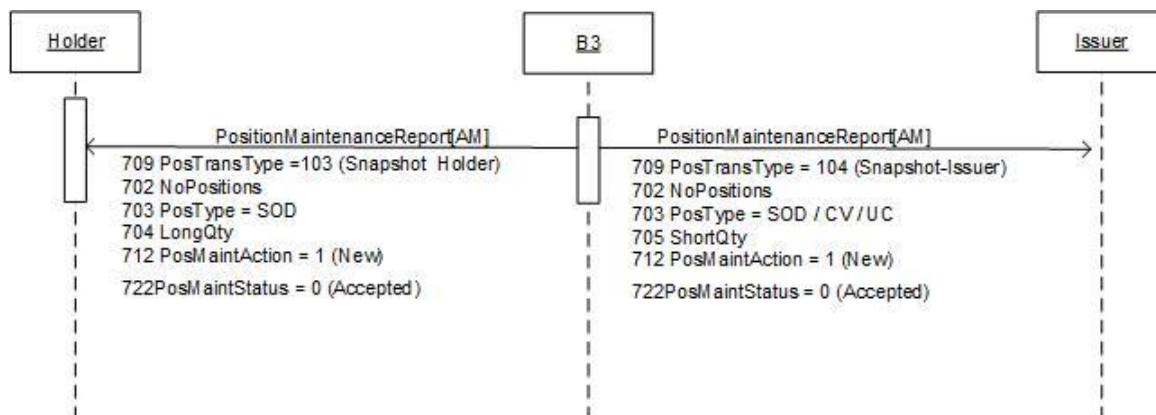 Holder
B3
Issuer
PositionMaintenanceReport[AM]
709 PosTransType =103 (Snapshot Holder)
702 NoPositions
703 PosType = SOD
704 LongQty
712 PosMaintAction = 1 (New)
722PosMaintStatus = 0 (Accepted)
PositionMaintenanceReport[AM]
709 PosTransType = 104 (Snapshot-Issuer)
702 NoPositions
703 PosType = SOD / CV / UC
705 ShortQty
712 PosMaintAction = 1 (New)
722PosMaintStatus = 0 (Accepted)